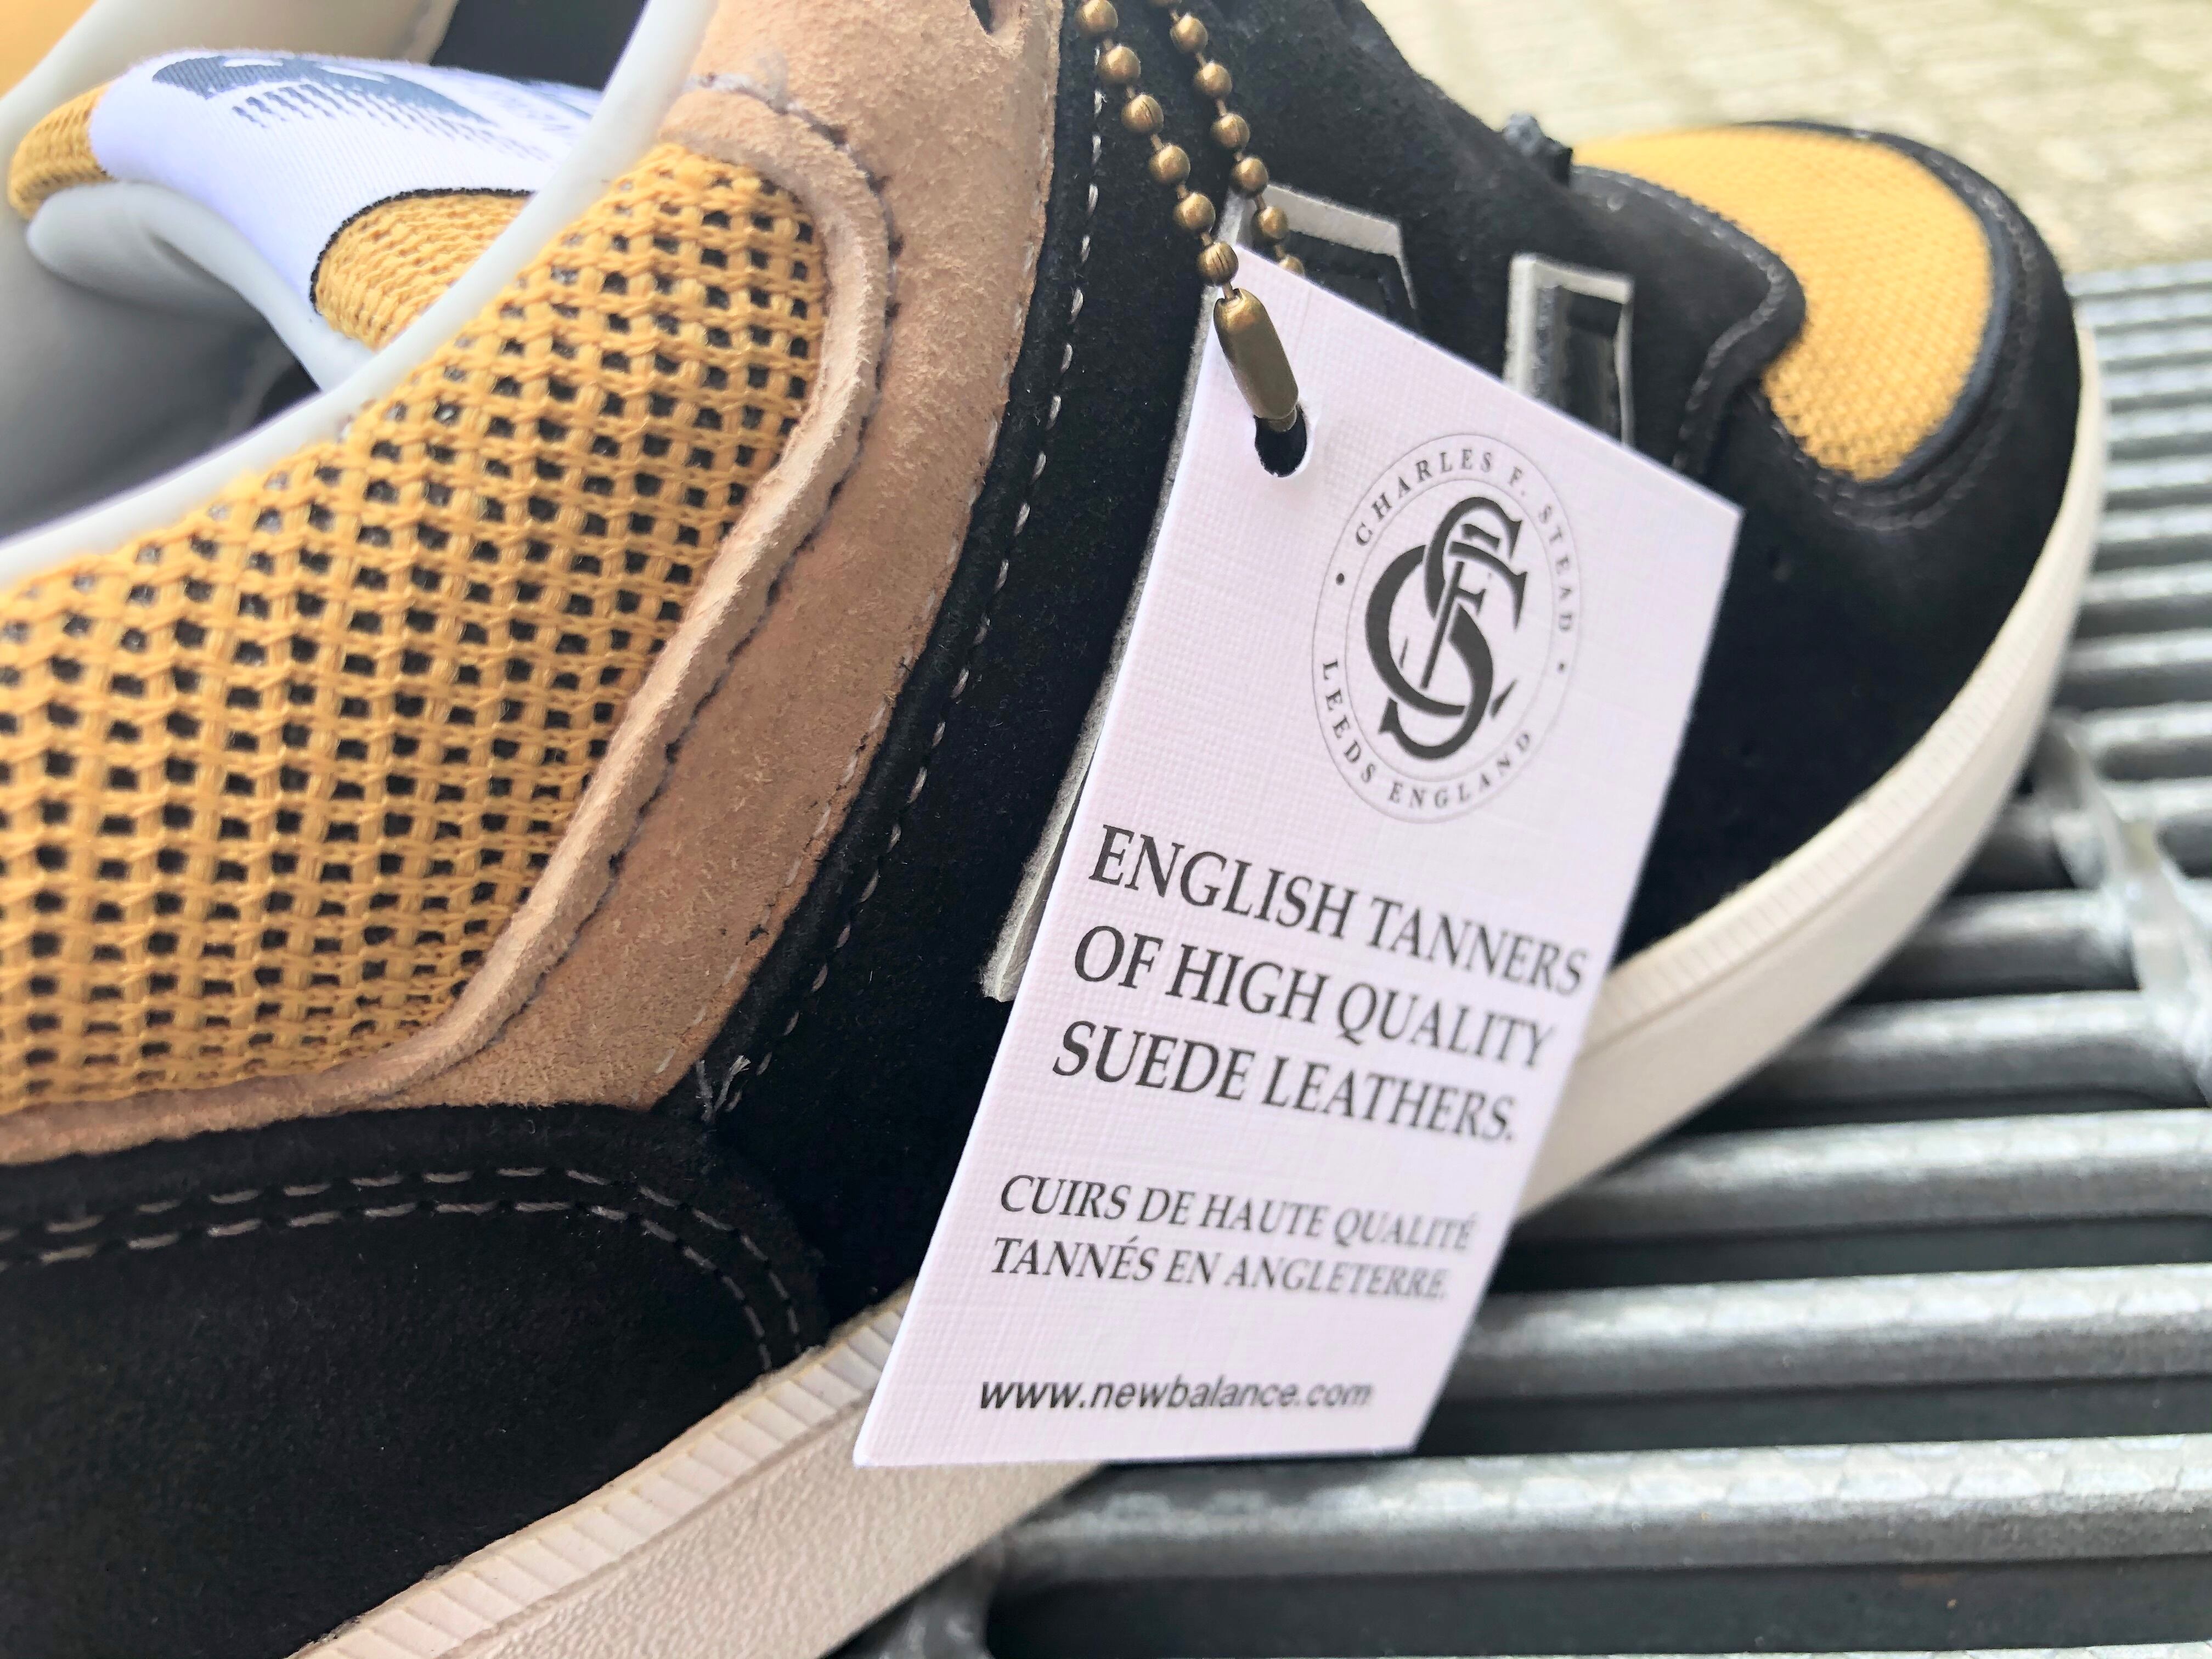 CHARLES F. STEAD
LEEDS ENGLAND
ENGLISH TANNERS
OF HIGH QUALITY
SUEDE LEATHERS.
CUIRS DE HAUTE QUALITÉ
TANNÉS EN ANGLETERRE.
www.newbalance.com